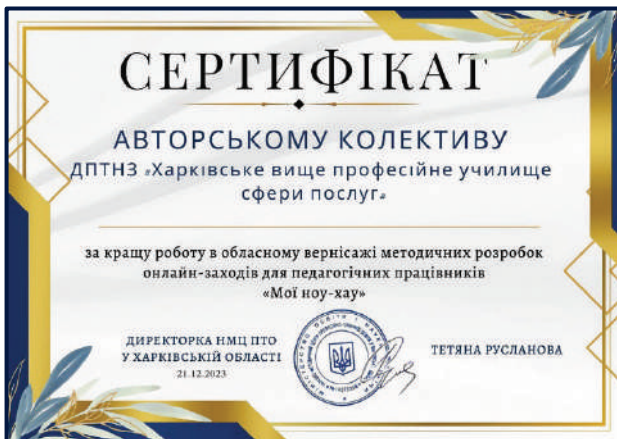 СЕРТИФІКАТ
АВТОРСЬКОМУ КОЛЕКТИВУ
ДПТНЗ «Харківське вище професійне училище
сфери послуг»
за кращу роботу в обласному вернісажі методичних розробок
онлайн-заходів для педагогічних працівників
«Мої ноу-хау»
ДИРЕКТОРКА НМЦ ПТО
У ХАРКІВСЬКІЙ ОБЛАСТІ
21.12.2023
ТЕТЯНА РУСЛАНОВА